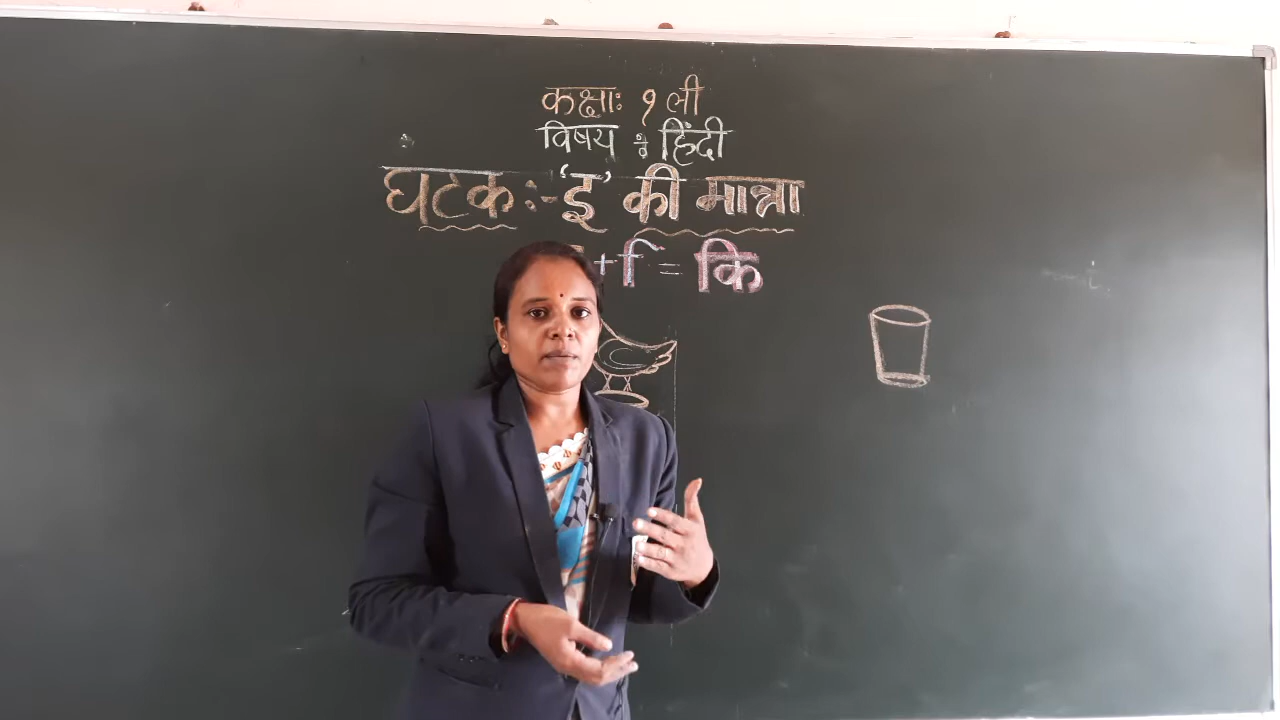 कक्षाः १ ली
विषय : हिंदी
घटक :- 'इ' की मात्रा
+ ि = कि